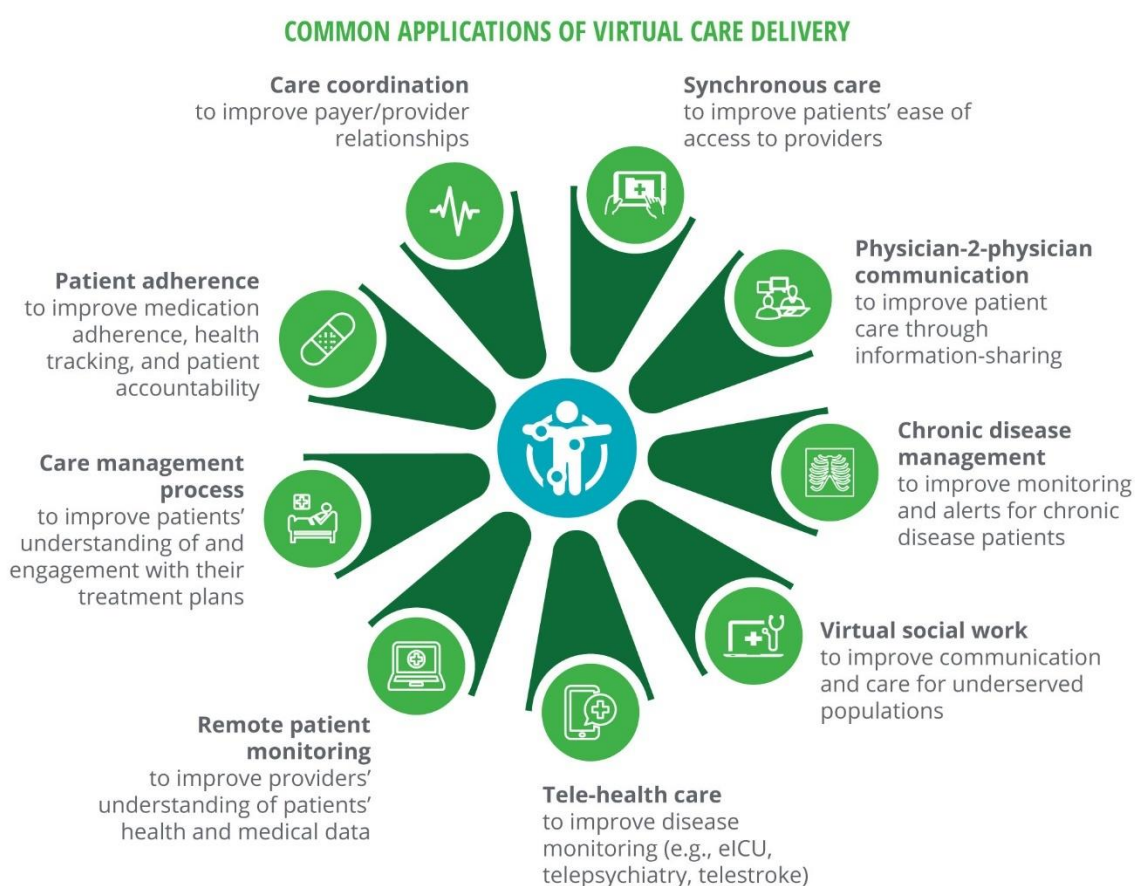 COMMON APPLICATIONS OF VIRTUAL CARE DELIVERY
Care coordination
to improve payer/provider
relationships
Synchronous care
to improve patients’ ease of
access to providers
Physician-2-physician
communication
to improve patient
care through
information-sharing
Chronic disease
management
to improve monitoring
and alerts for chronic
disease patients
Virtual social work
to improve communication
and care for underserved
populations
Tele-health care
to improve disease
monitoring (e.g., eICU,
telepsychiatry, telestroke)
Remote patient
monitoring
to improve providers’
understanding of patients’
health and medical data
Care management
process
to improve patients’
understanding of and
engagement with their
treatment plans
Patient adherence
to improve medication
adherence, health
tracking, and patient
accountability